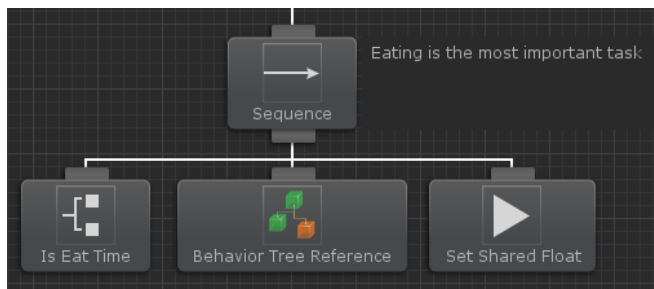 Eating is the most important task
Sequence
Is Eat Time
Behavior Tree Reference
Set Shared Float